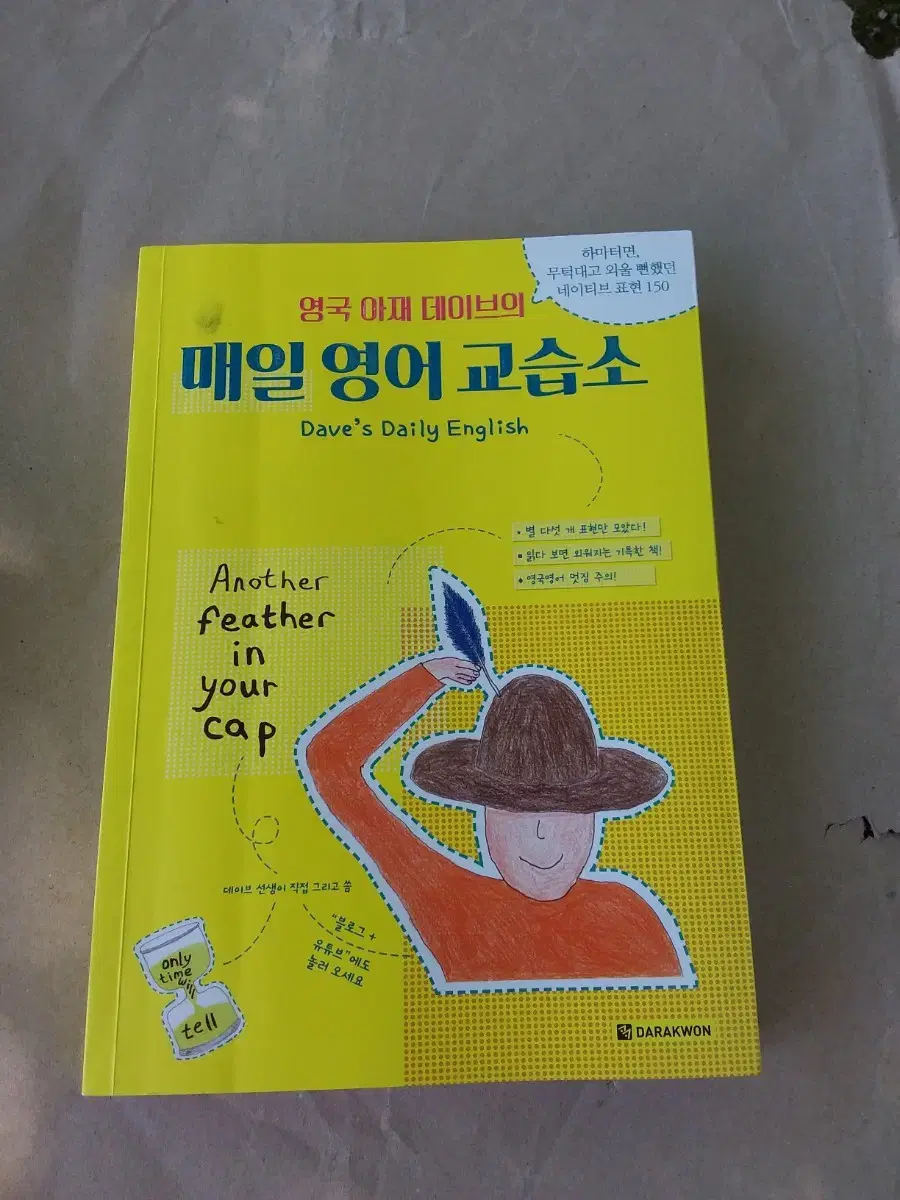 하마터면,
무턱대고 외울 뻔했던
네이티브 표현 150
영국 아재 데이브의
매일 영어 교습소
Dave's Daily English
• 별 다섯 개 표현만 모았다!
▪ 읽다 보면 외워지는 기특한 책!
◆ 영국영어 멋짐 주의!
Another
feather
in
your
cap
데이브 선생이 직접 그리고 씀
"블로그 +
유튜브"에도
놀러 오세요
only
time
will
tell
DARAKWON